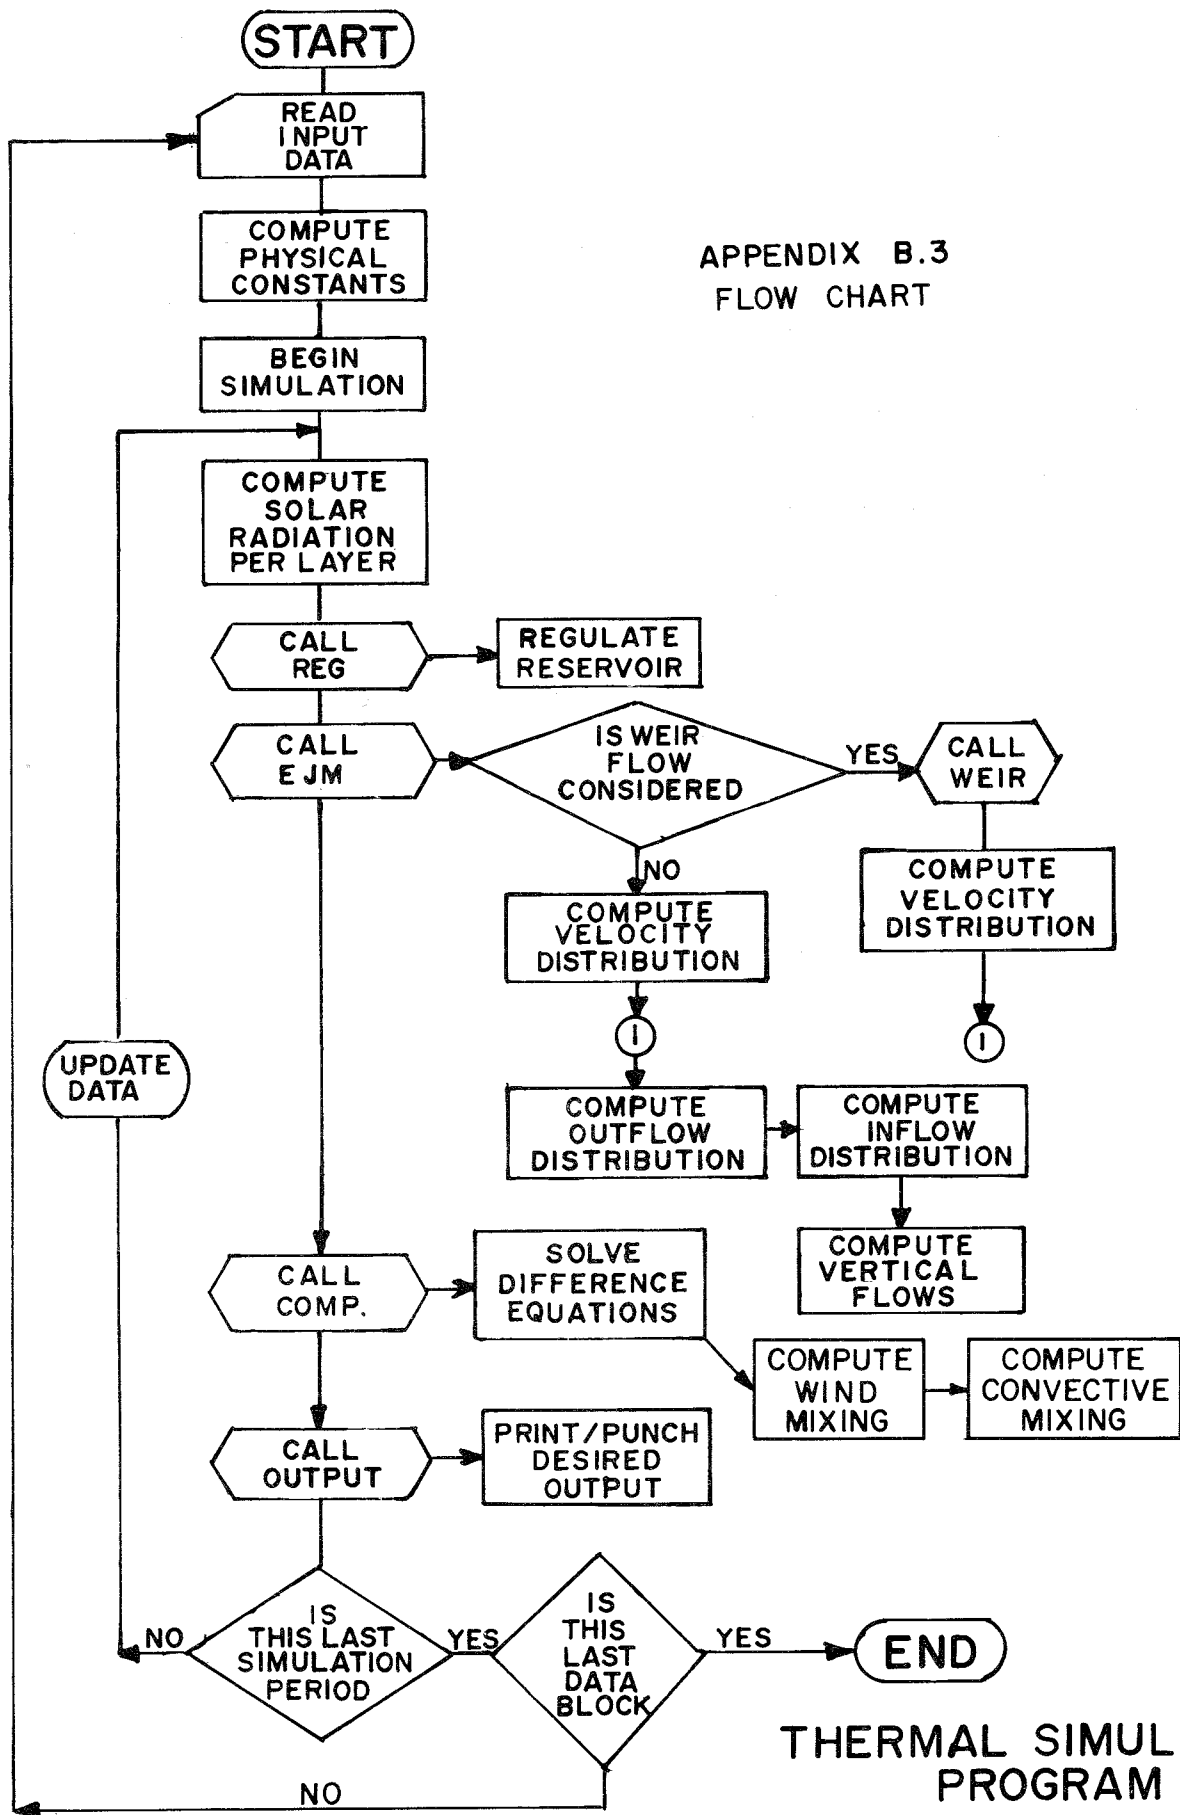 START
READ
INPUT
DATA
COMPUTE
PHYSICAL
CONSTANTS
APPENDIX B.3
FLOW CHART
BEGIN
SIMULATION
COMPUTE
SOLAR
RADIATION
PER LAYER
CALL
REG
REGULATE
RESERVOIR
CALL
EJM
IS WEIR
FLOW
CONSIDERED
YES
CALL
WEIR
NO
COMPUTE
VELOCITY
DISTRIBUTION
COMPUTE
VELOCITY
DISTRIBUTION
1
1
UPDATE
DATA
COMPUTE
OUTFLOW
DISTRIBUTION
COMPUTE
INFLOW
DISTRIBUTION
COMPUTE
VERTICAL
FLOWS
CALL
COMP.
SOLVE
DIFFERENCE
EQUATIONS
COMPUTE
WIND
MIXING
COMPUTE
CONVECTIVE
MIXING
CALL
OUTPUT
PRINT/PUNCH
DESIRED
OUTPUT
NO
IS
THIS LAST
SIMULATION
PERIOD
YES
IS
THIS
LAST
DATA
BLOCK
YES
END
NO
THERMAL SIMUL
PROGRAM